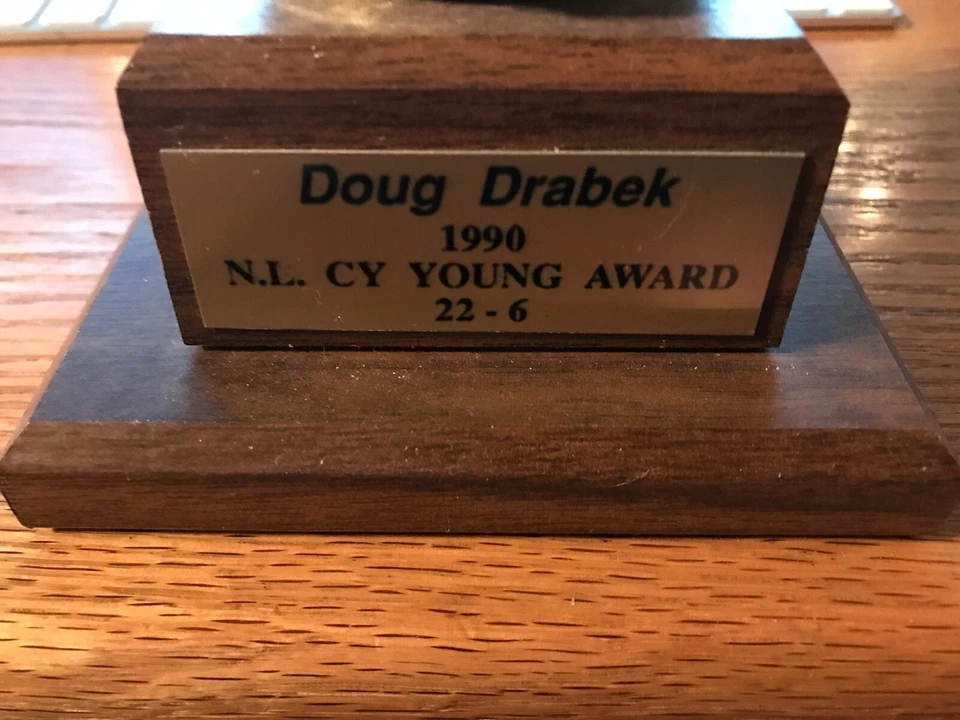 Doug Drabek
1990
N.L. CY YOUNG AWARD
22 - 6